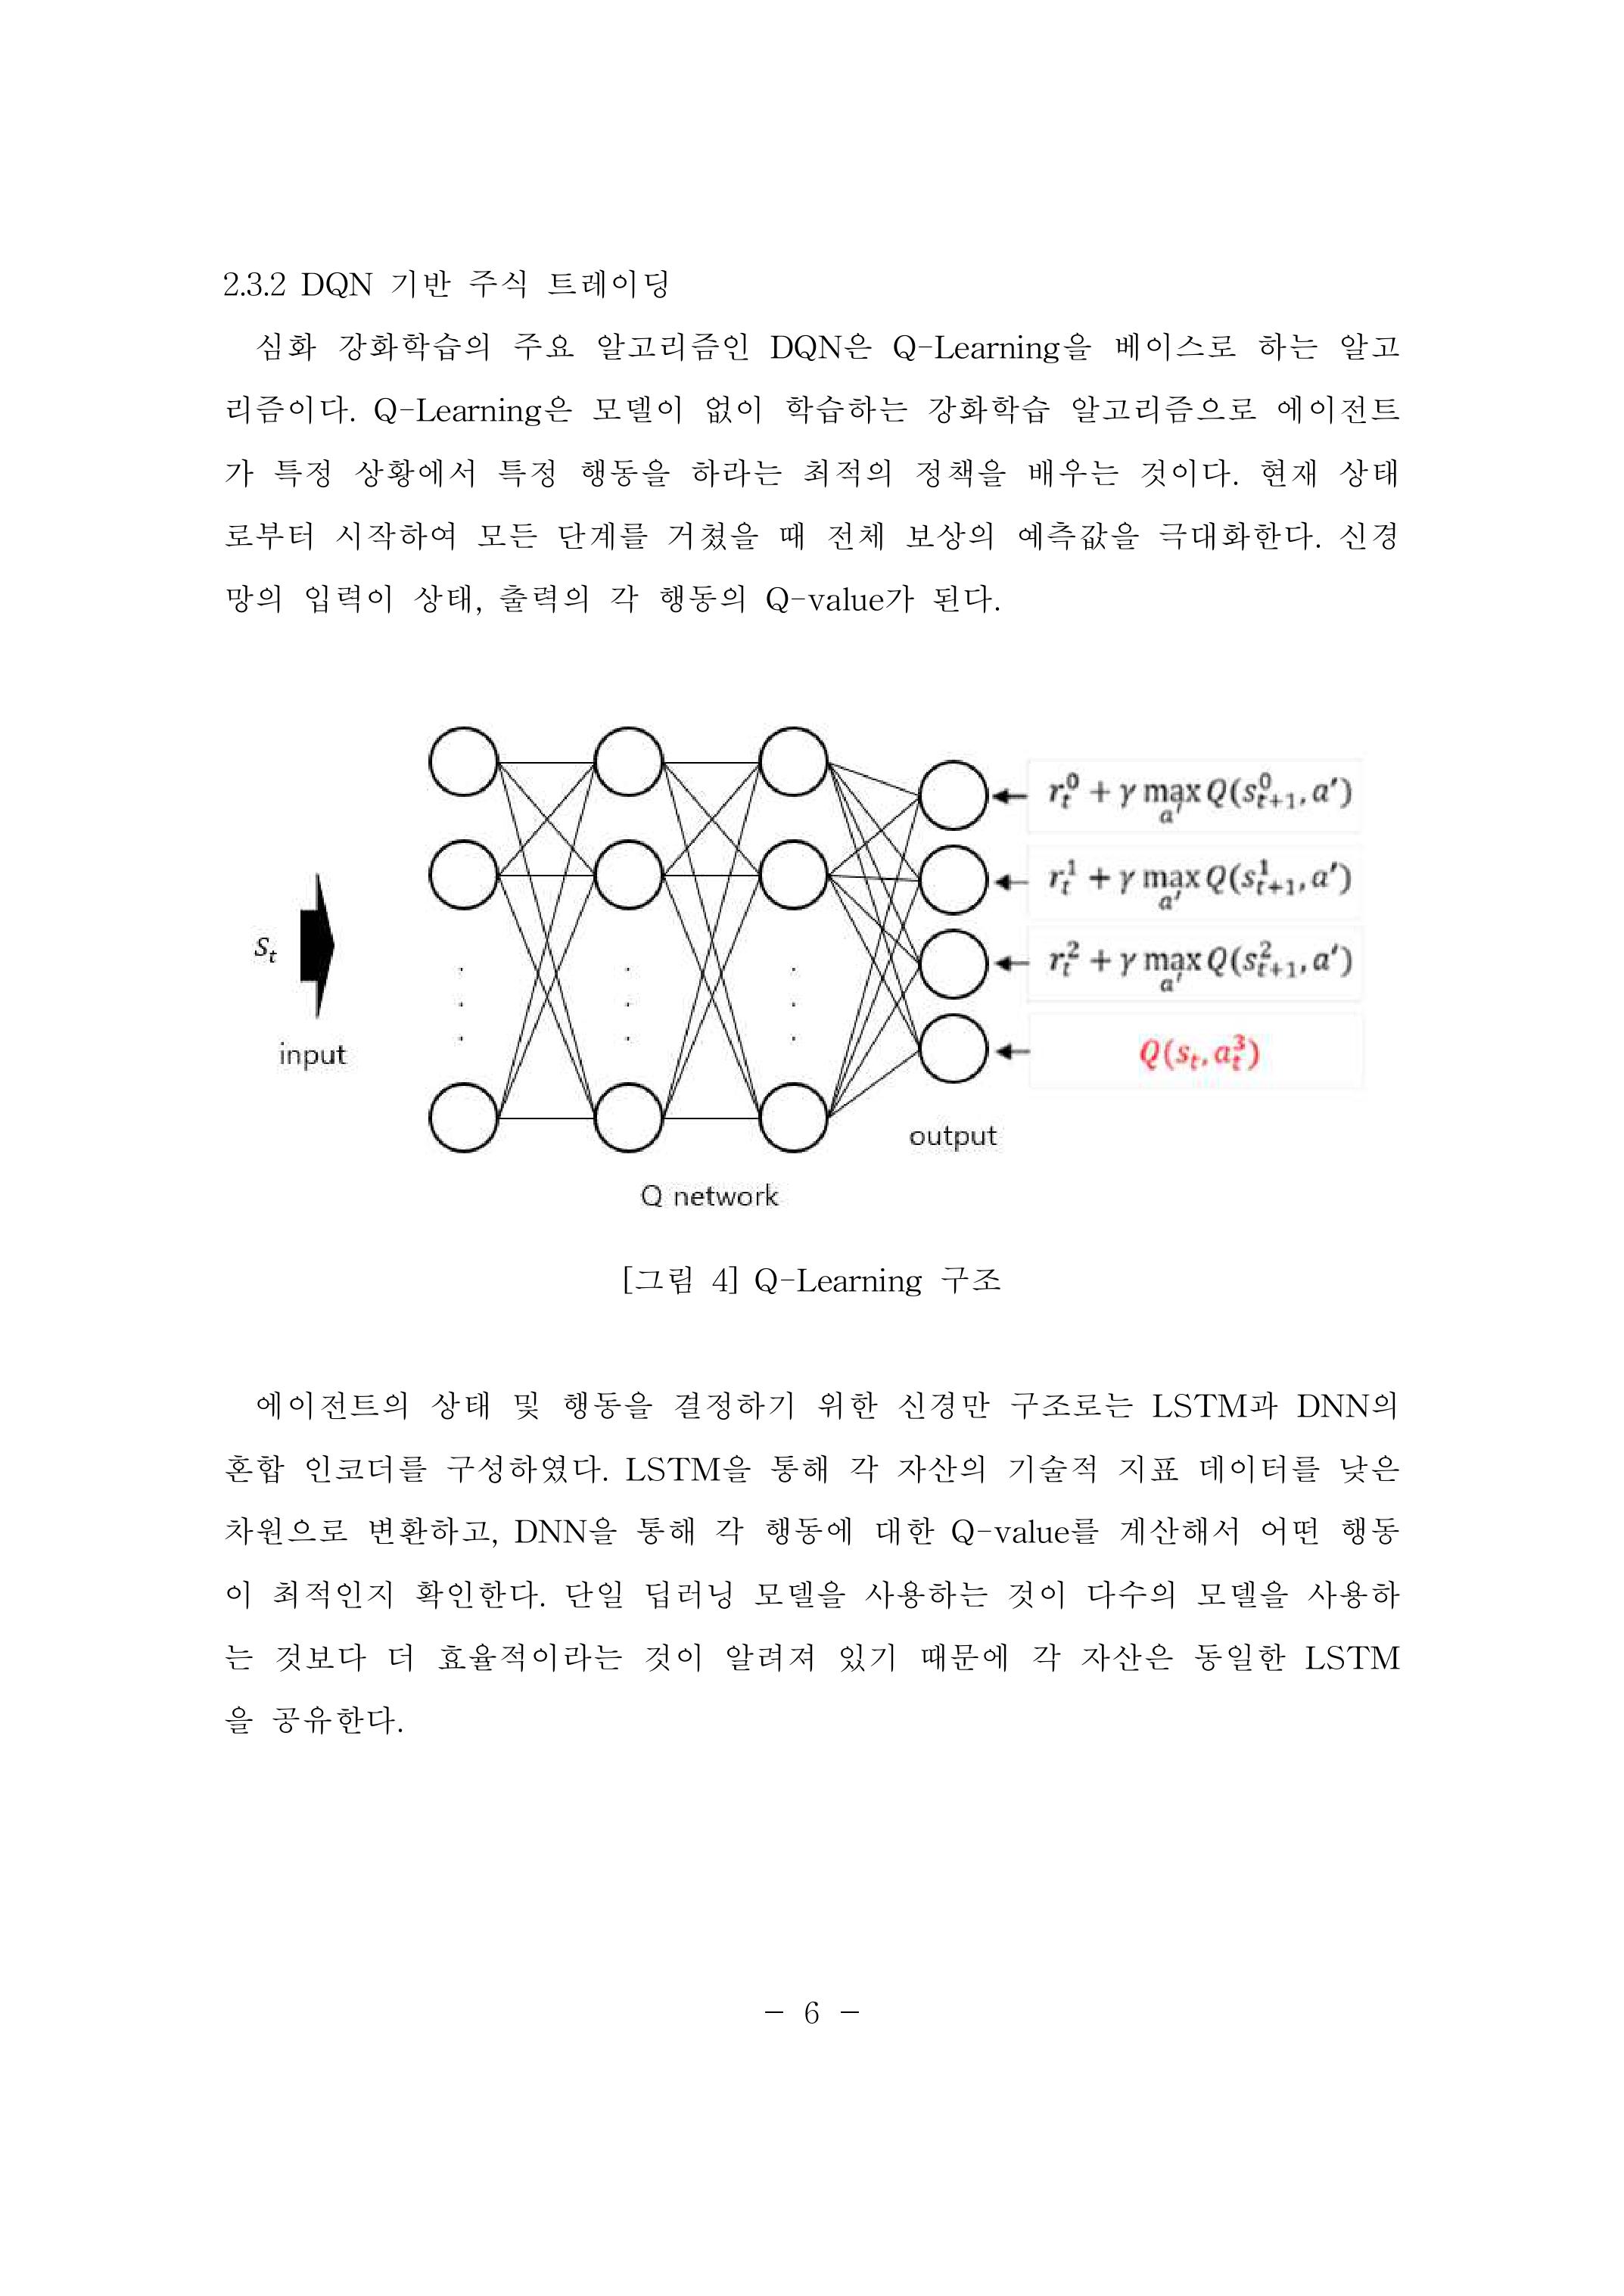 2.3.2 DQN 기반 주식 트레이딩
심화 강화학습의 주요 알고리즘인 DQN은 Q-Learning을 베이스로 하는 알고
리즘이다. Q-Learning은 모델이 없이 학습하는 강화학습 알고리즘으로 에이전트
가 특정 상황에서 특정 행동을 하라는 최적의 정책을 배우는 것이다. 현재 상태
로부터 시작하여 모든 단계를 거쳤을 때 전체 보상의 예측값을 극대화한다. 신경
망의 입력이 상태, 출력의 각 행동의 Q-value가 된다.
r_t^0 + γ max_{a'} Q(s_{t+1}^0, a')
r_t^1 + γ max_{a'} Q(s_{t+1}^1, a')
s_t
r_t^2 + γ max_{a'} Q(s_{t+1}^2, a')
input
Q(s_t, a_t^3)
output
Q network
[그림 4] Q-Learning 구조
에이전트의 상태 및 행동을 결정하기 위한 신경만 구조로는 LSTM과 DNN의
혼합 인코더를 구성하였다. LSTM을 통해 각 자산의 기술적 지표 데이터를 낮은
차원으로 변환하고, DNN을 통해 각 행동에 대한 Q-value를 계산해서 어떤 행동
이 최적인지 확인한다. 단일 딥러닝 모델을 사용하는 것이 다수의 모델을 사용하
는 것보다 더 효율적이라는 것이 알려져 있기 때문에 각 자산은 동일한 LSTM
을 공유한다.
- 6 -